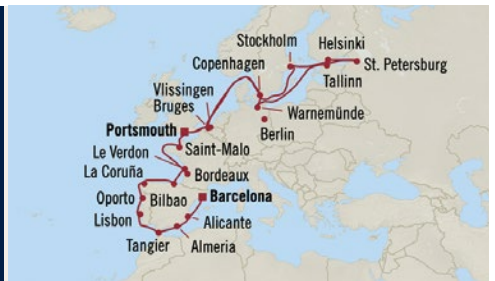 Stockholm
Helsinki
Copenhagen
St. Petersburg
Tallinn
Vlissingen
Bruges
Warnemünde
Portsmouth
Berlin
Le Verdon
Saint-Malo
La Coruña
Bordeaux
Oporto
Bilbao
Barcelona
Lisbon
Alicante
Tangier
Almeria